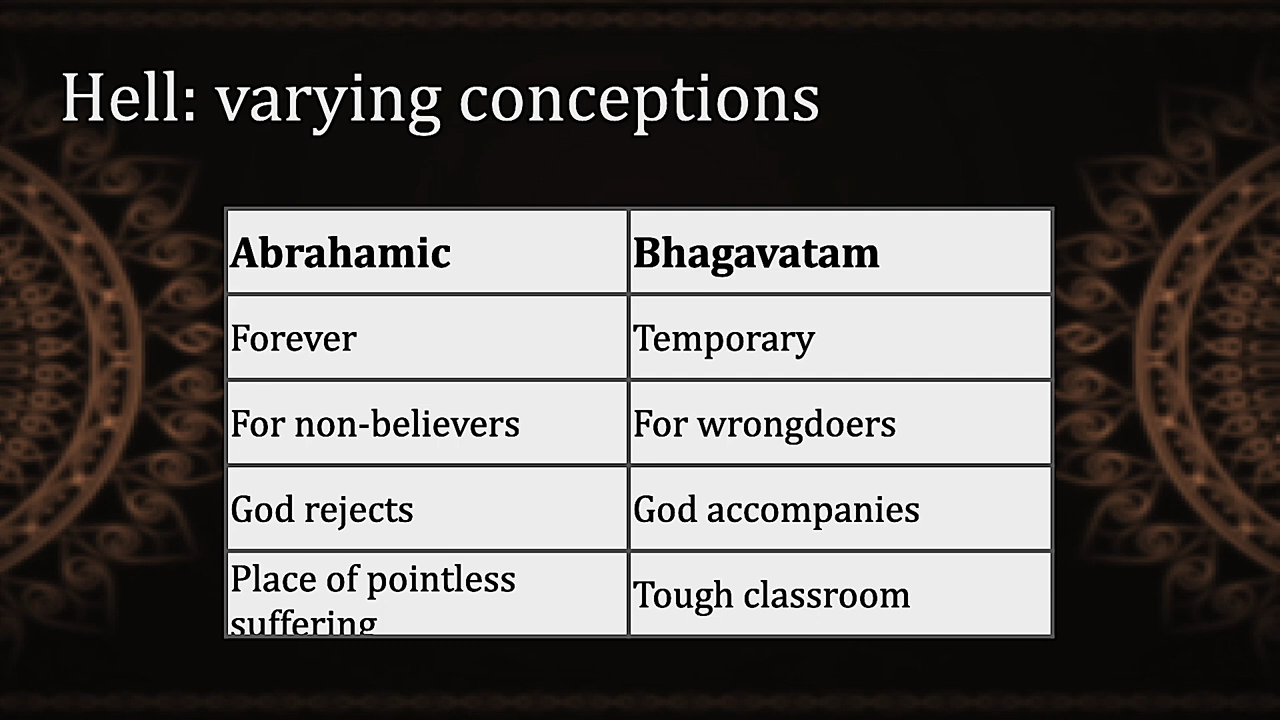 Hell: varying conceptions
Abrahamic
Bhagavatam
Forever
Temporary
For non-believers
For wrongdoers
God rejects
God accompanies
Place of pointless
suffering
Tough classroom